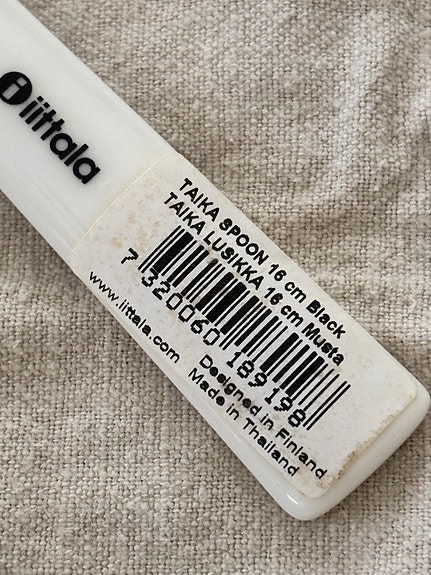 iittala
TAIKA SPOON 16 cm Black
TAIKA LUSIKKA 16 cm Musta
7 320060 189198
www.iittala.com
Designed in Finland
Made in Thailand